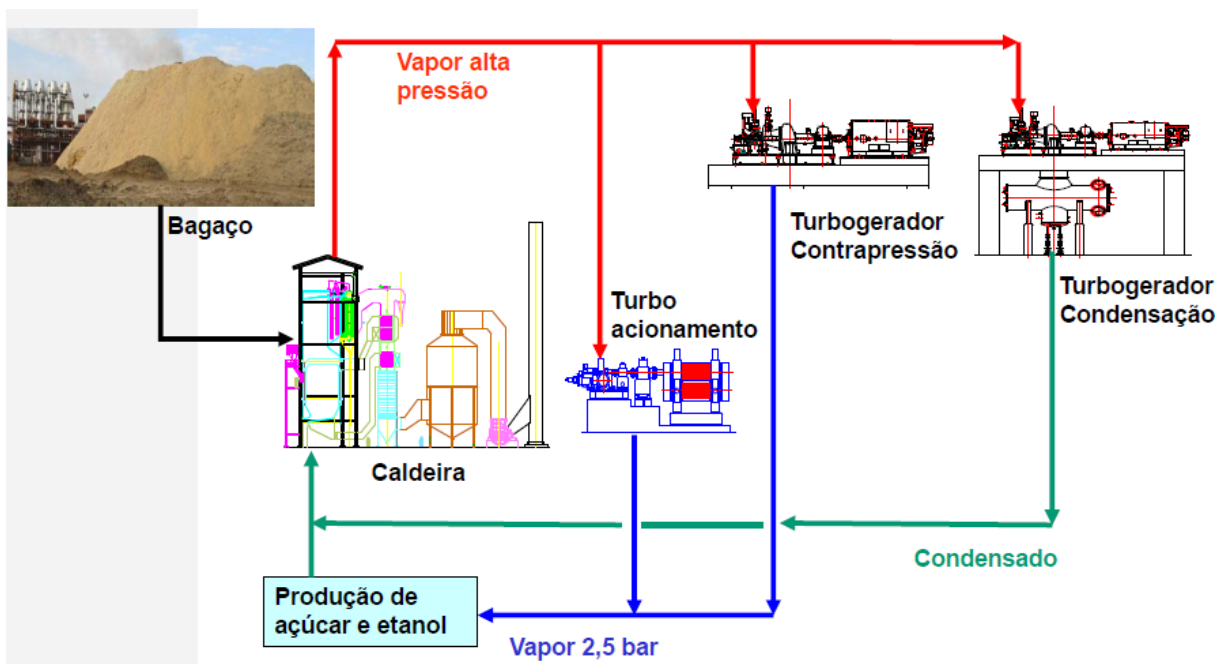 Vapor alta
pressão
Bagaço
Turbogerador
Contrapressão
Turbogerador
Condensação
Turbo
acionamento
Caldeira
Condensado
Produção de
açúcar e etanol
Vapor 2,5 bar